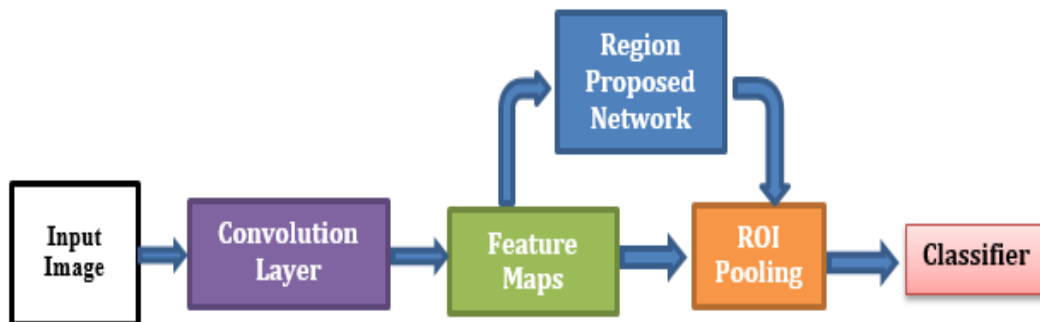 Input
Image
Convolution
Layer
Feature
Maps
Region
Proposed
Network
ROI
Pooling
Classifier